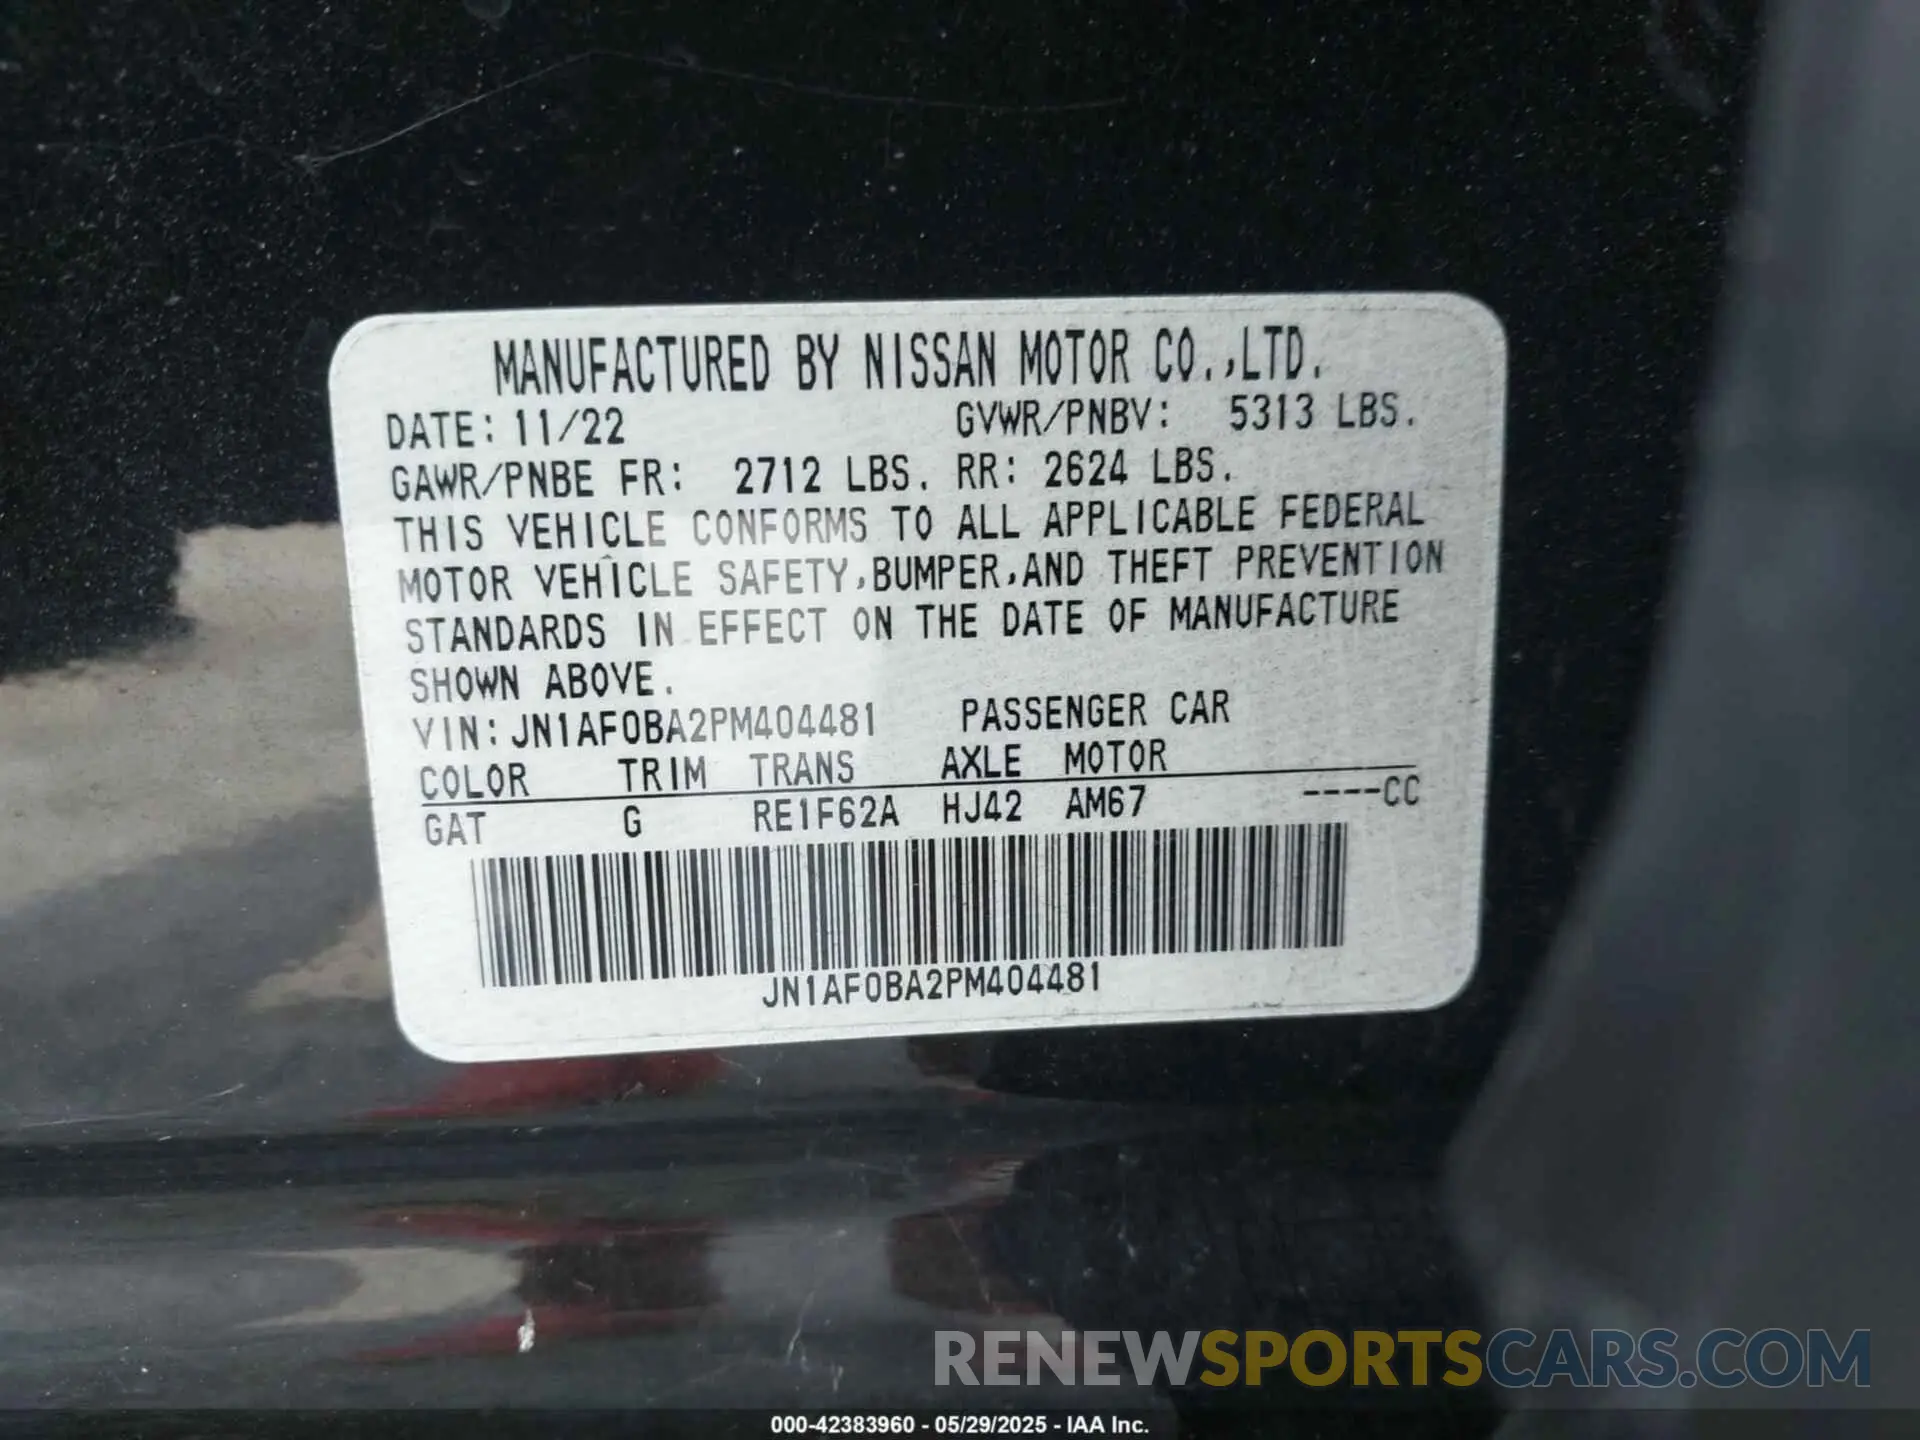 MANUFACTURED BY NISSAN MOTOR CO.,LTD.
DATE: 11/22 GVWR/PNBV: 5313 LBS.
GAWR/PNBE FR: 2712 LBS. RR: 2624 LBS.
THIS VEHICLE CONFORMS TO ALL APPLICABLE FEDERAL
MOTOR VEHICLE SAFETY,BUMPER,AND THEFT PREVENTION
STANDARDS IN EFFECT ON THE DATE OF MANUFACTURE
SHOWN ABOVE.
VIN: JN1AF0BA2PM404481 PASSENGER CAR
COLOR TRIM TRANS AXLE MOTOR
GAT G RE1F62A HJ42 AM67 ----CC
JN1AF0BA2PM404481
RENEWSPORTSCARS.COM
000-42383960 - 05/29/2025 - IAA Inc.